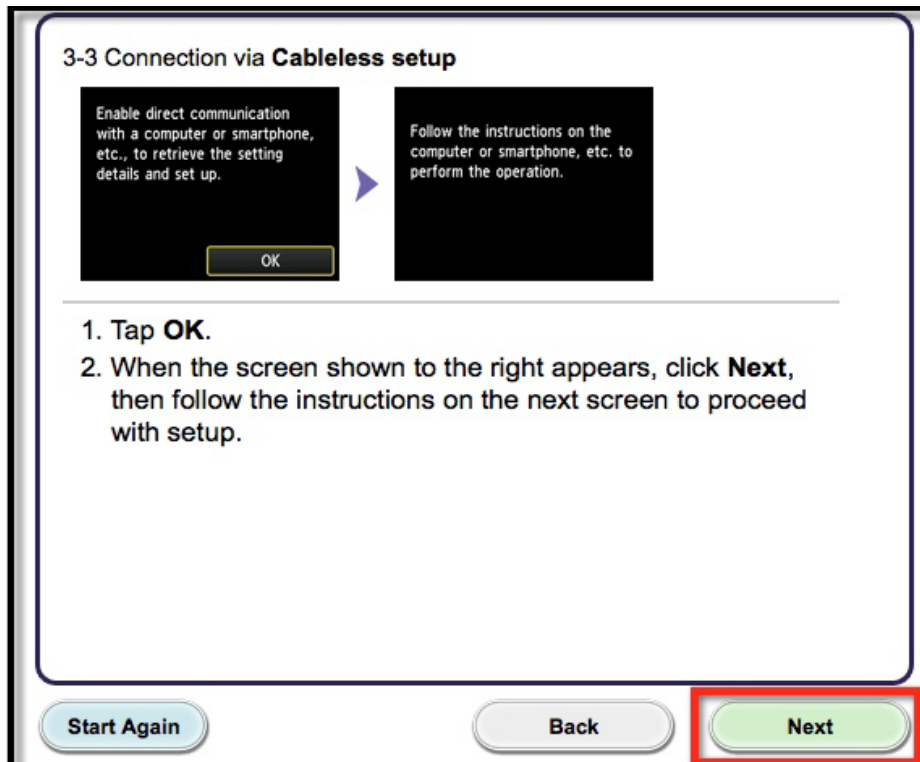 3-3 Connection via Cableless setup
Enable direct communication
with a computer or smartphone,
etc., to retrieve the setting
details and set up.
OK
Follow the instructions on the
computer or smartphone, etc. to
perform the operation.
1. Tap OK.
2. When the screen shown to the right appears, click Next,
then follow the instructions on the next screen to proceed
with setup.
Start Again
Back
Next